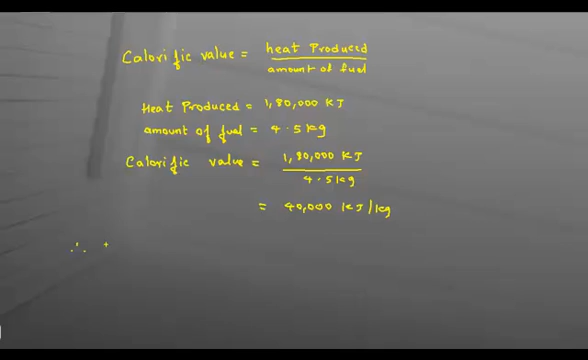 Calorific value = heat Produced / amount of fuel
Heat Produced = 1,80,000 KJ
amount of fuel = 4.5 kg
Calorific value = 1,80,000 KJ / 4.5 kg
= 40,000 KJ/kg
∴ t